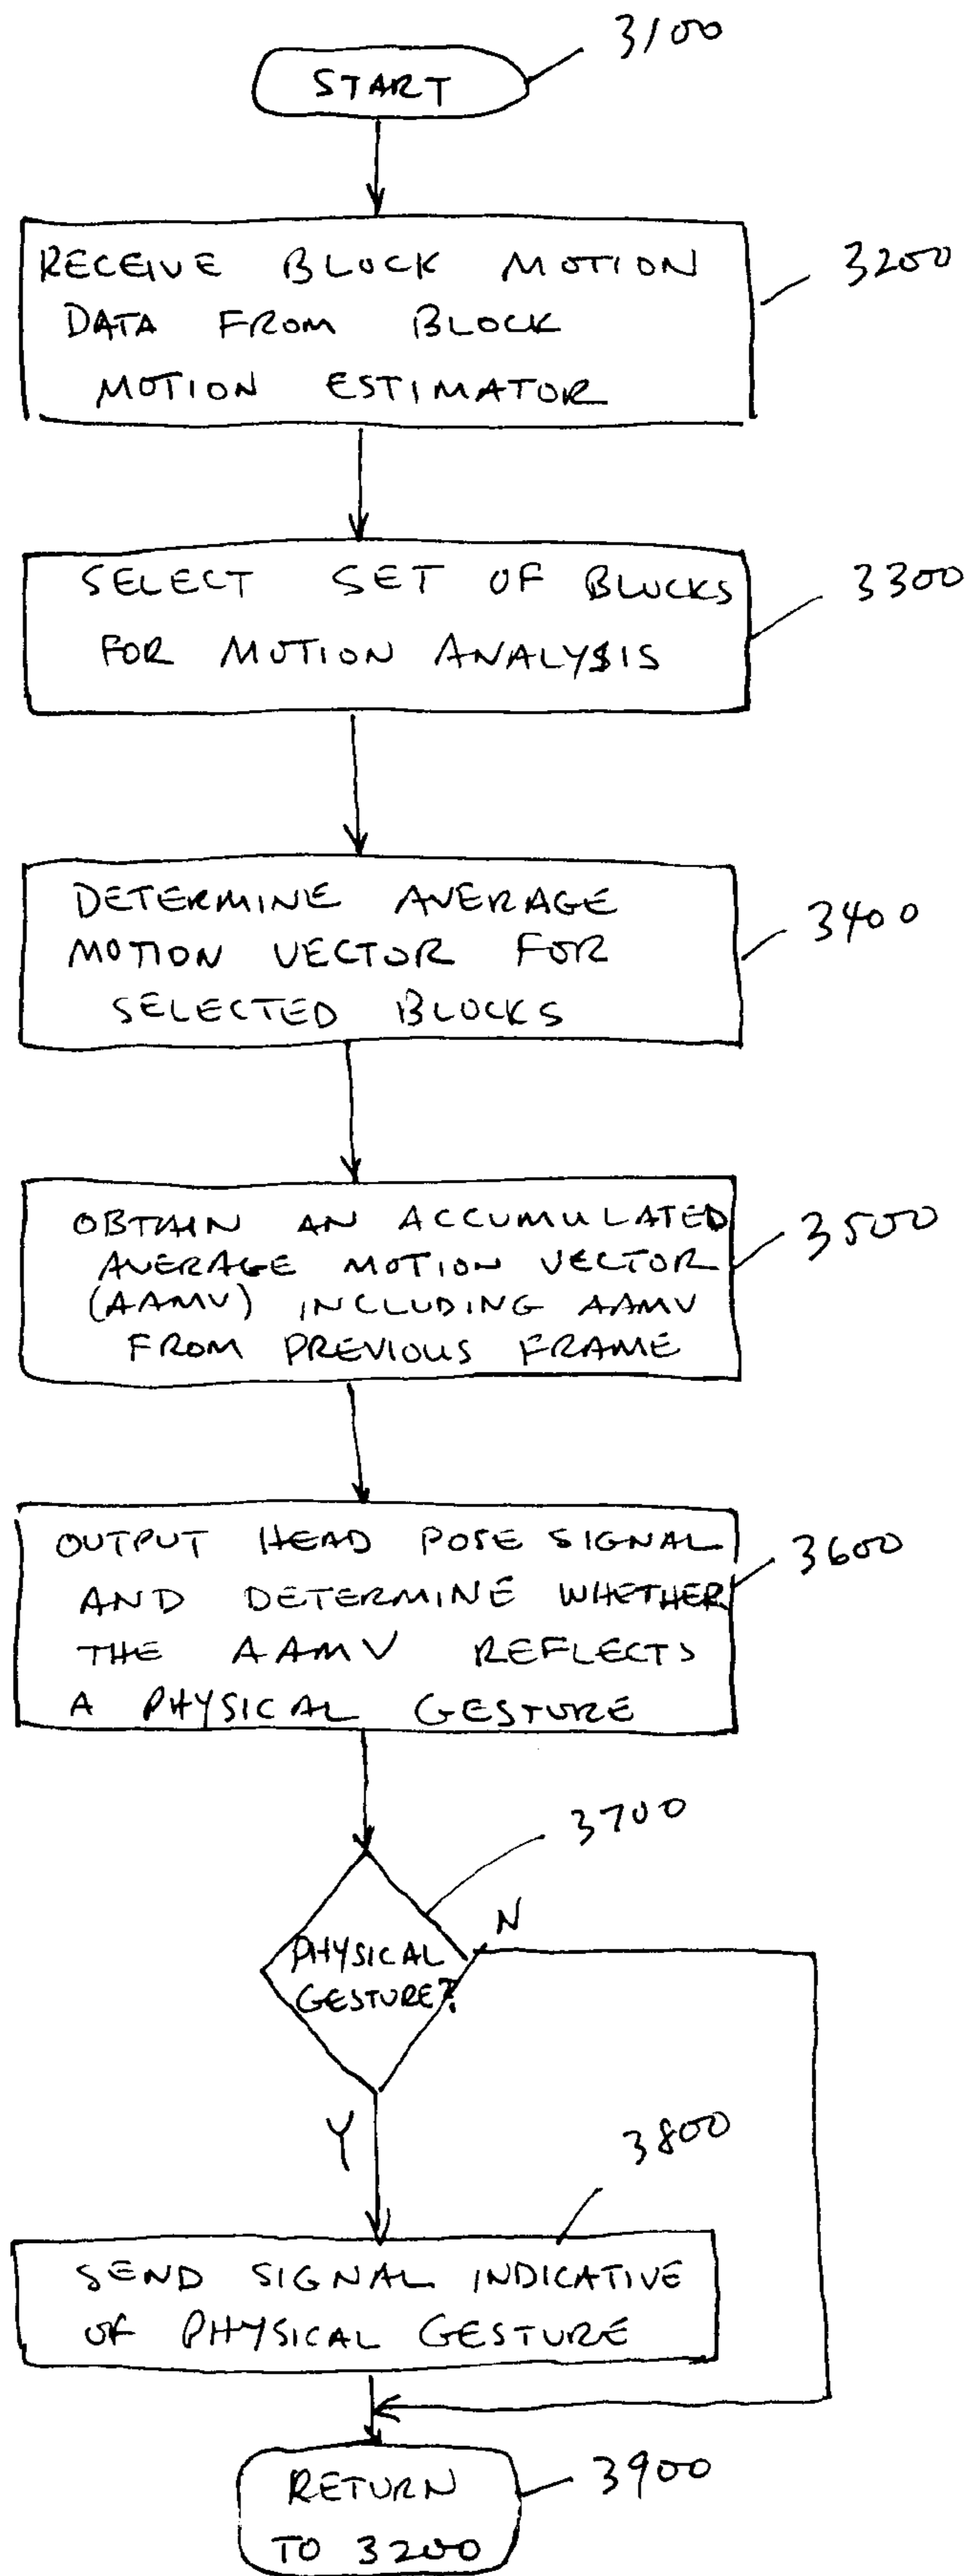 3100
START
RECEIVE BLOCK MOTION
DATA FROM BLOCK
MOTION ESTIMATOR
3200
SELECT SET OF BLOCKS
FOR MOTION ANALYSIS
3300
DETERMINE AVERAGE
MOTION VECTOR FOR
SELECTED BLOCKS
3400
OBTAIN AN ACCUMULATED
AVERAGE MOTION VECTOR
(AAMV) INCLUDING AAMV
FROM PREVIOUS FRAME
3500
OUTPUT HEAD POSE SIGNAL
AND DETERMINE WHETHER
THE AAMV REFLECTS
A PHYSICAL GESTURE
3600
3700
PHYSICAL
GESTURE?
N
Y
3800
SEND SIGNAL INDICATIVE
OF PHYSICAL GESTURE
RETURN
TO 3200
3900